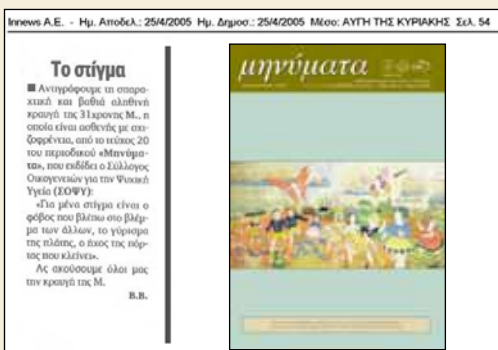 Innews A.E. - Ημ. Αποδελ.: 25/4/2005 Ημ. Δημοσ.: 25/4/2005 Μέσο: ΑΥΓΗ ΤΗΣ ΚΥΡΙΑΚΗΣ Σελ. 54
Το στίγμα
■ Αντιγράφουμε τη σπαρα-
χτική και βαθιά αληθινή
κραυγή της 31χρονης Μ., η
οποία είναι ασθενής με σχι-
ζοφρένεια, από το τεύχος 20
του περιοδικού «Μηνύμα-
τα», που εκδίδει ο Σύλλογος
Οικογενειών για την Ψυχική
Υγεία (ΣΟΨΥ):
«Για μένα στίγμα είναι ο
φόβος που βλέπω στο βλέμ-
μα των άλλων, το γύρισμα
της πλάτης, ο ήχος της πόρ-
τας που κλείνει».
Ας ακούσουμε όλοι μας
την κραυγή της Μ.
Β.Β.
μηνύματα